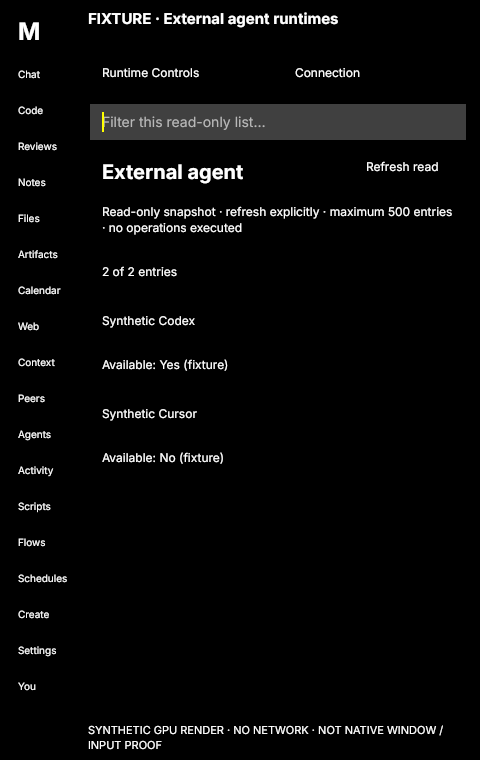 M
FIXTURE · External agent runtimes
Chat
Code
Reviews
Notes
Files
Artifacts
Calendar
Web
Context
Peers
Agents
Activity
Scripts
Flows
Schedules
Create
Settings
You
Runtime Controls
Connection
Filter this read-only list...
External agent
Refresh read
Read-only snapshot · refresh explicitly · maximum 500 entries
· no operations executed
2 of 2 entries
Synthetic Codex
Available: Yes (fixture)
Synthetic Cursor
Available: No (fixture)
SYNTHETIC GPU RENDER · NO NETWORK · NOT NATIVE WINDOW /
INPUT PROOF